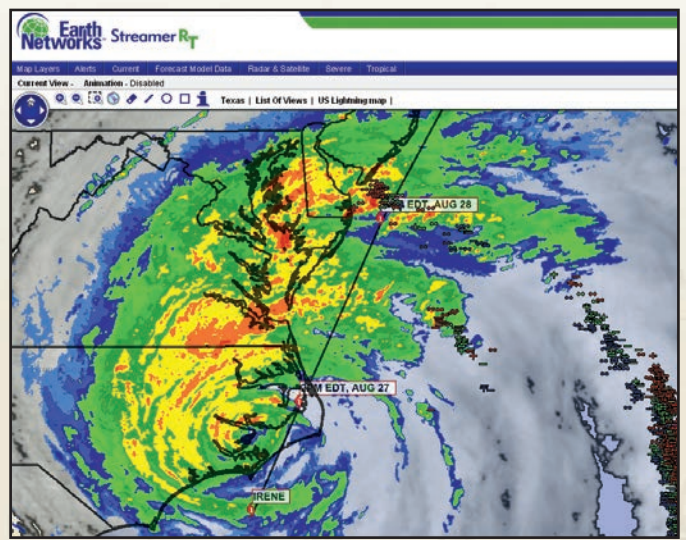 Earth Networks Streamer RT
Map Layers Alerts Current Forecast Model Data Radar & Satellite Severe Tropical
Current View - Animation - Disabled
Texas | List Of Views | US Lightning map |
EDT, AUG 28
PM EDT, AUG 27
IRENE